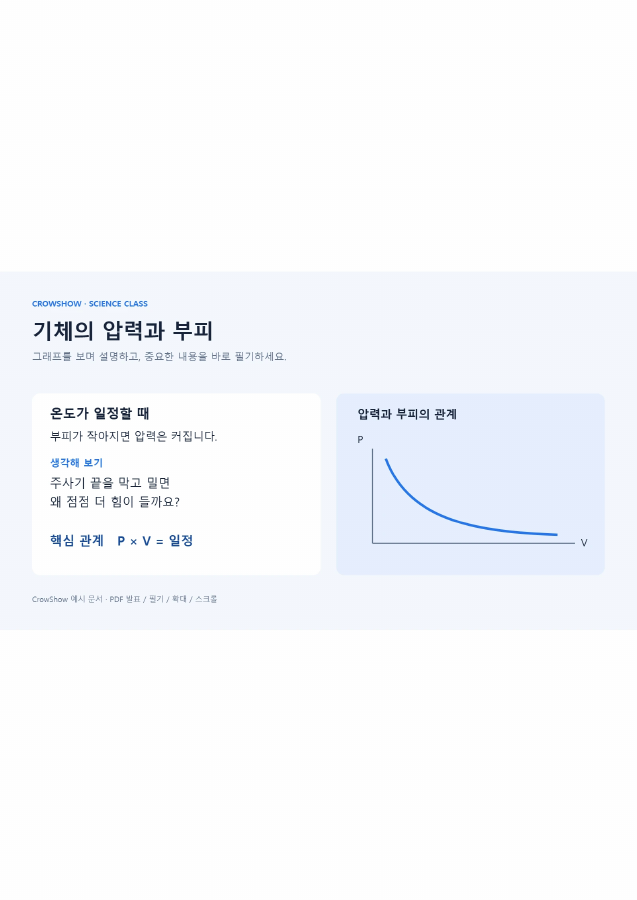 CROWSHOW · SCIENCE CLASS
기체의 압력과 부피
그래프를 보며 설명하고, 중요한 내용을 바로 필기하세요.
온도가 일정할 때
부피가 작아지면 압력은 커집니다.
생각해 보기
주사기 끝을 막고 밀면
왜 점점 더 힘이 들까요?
핵심 관계 P × V = 일정
압력과 부피의 관계
P
V
CrowShow 예시 문서 · PDF 발표 / 필기 / 확대 / 스크롤